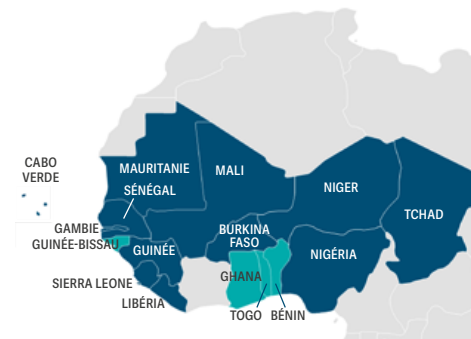 CABO
VERDE
MAURITANIE
MALI
SÉNÉGAL
NIGER
TCHAD
GAMBIE
GUINÉE-BISSAU
GUINÉE
BURKINA
FASO
NIGÉRIA
GHANA
SIERRA LEONE
LIBÉRIA
TOGO
BÉNIN